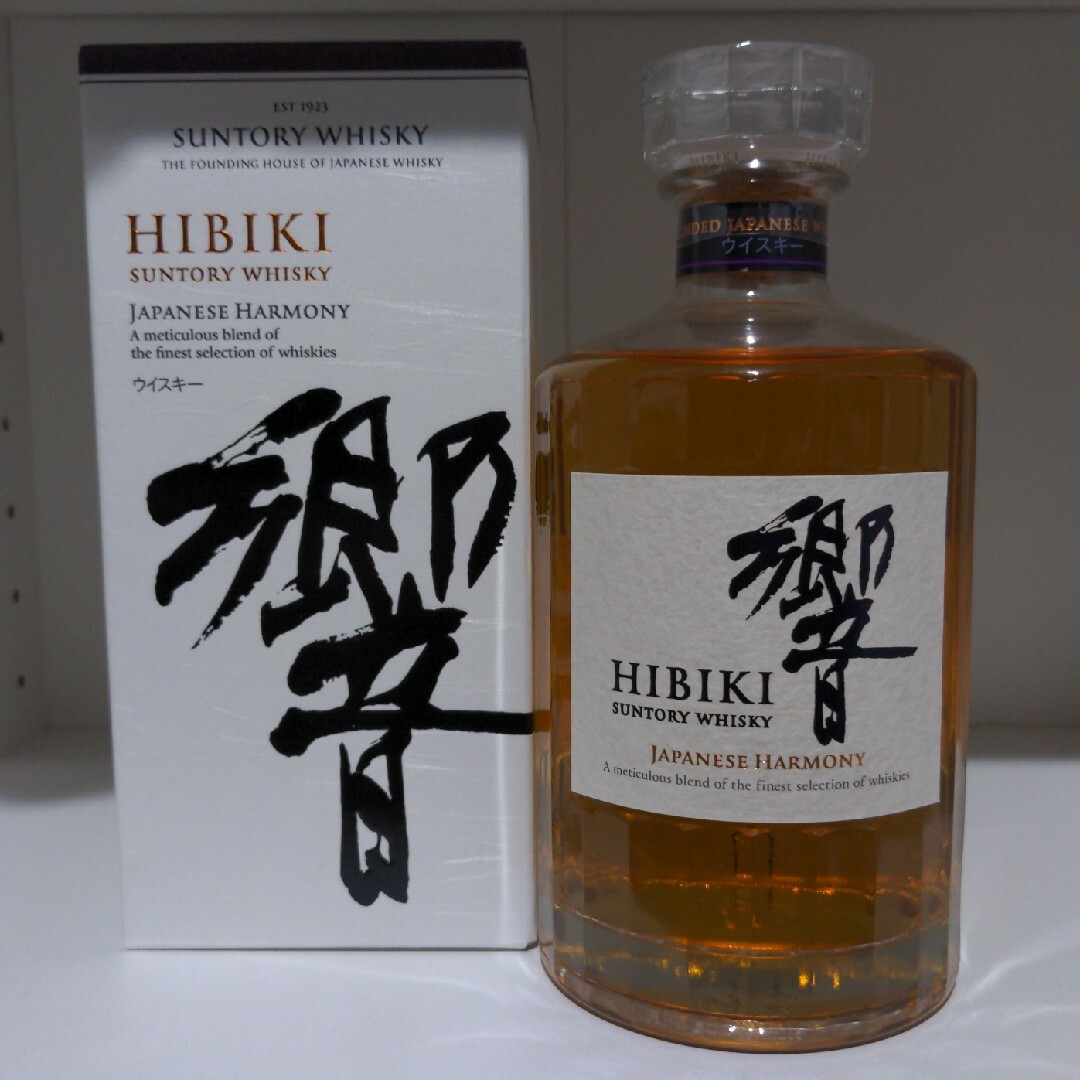 EST 1923
SUNTORY WHISKY
THE FOUNDING HOUSE OF JAPANESE WHISKY
HIBIKI
SUNTORY WHISKY
JAPANESE HARMONY
A meticulous blend of
the finest selection of whiskies
ウイスキー
響
HIBIKI
JAPANESE
ウイスキー
響
HIBIKI
SUNTORY WHISKY
JAPANESE HARMONY
A meticulous blend of the finest selection of whiskies